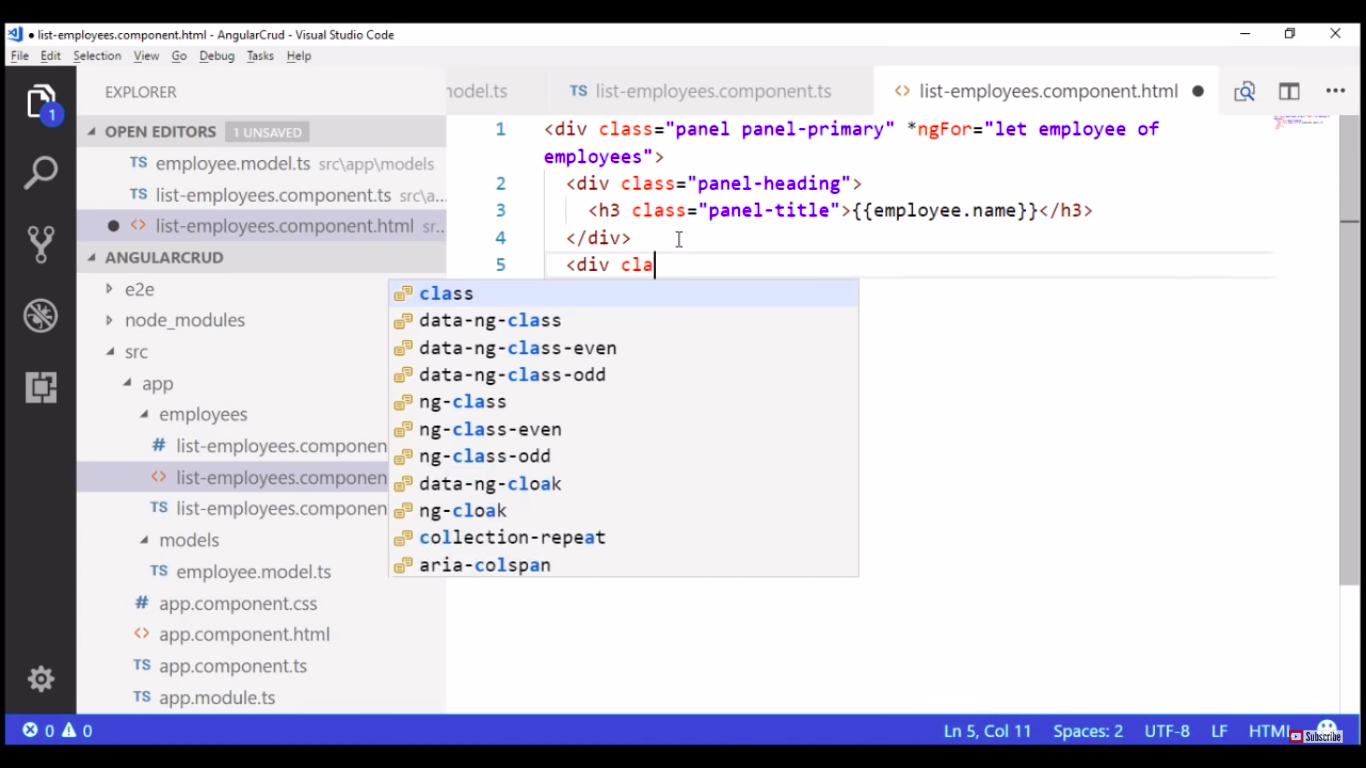 ● list-employees.component.html - AngularCrud - Visual Studio Code
File Edit Selection View Go Debug Tasks Help
EXPLORER
OPEN EDITORS 1 UNSAVED
TS employee.model.ts src\app\models
TS list-employees.component.ts src\a...
● <> list-employees.component.html sr...
ANGULARCRUD
e2e
node_modules
src
app
employees
# list-employees.componen
<> list-employees.componen
TS list-employees.componen
models
TS employee.model.ts
# app.component.css
<> app.component.html
TS app.component.ts
TS app.module.ts
1
nodel.ts TS list-employees.component.ts <> list-employees.component.html ●
1 <div class="panel panel-primary" *ngFor="let employee of
employees">
2 <div class="panel-heading">
3 <h3 class="panel-title">{{employee.name}}</h3>
4 </div>
5 <div cla
class
data-ng-class
data-ng-class-even
data-ng-class-odd
ng-class
ng-class-even
ng-class-odd
data-ng-cloak
ng-cloak
collection-repeat
aria-colspan
0 0 Ln 5, Col 11 Spaces: 2 UTF-8 LF HTML
Subscribe